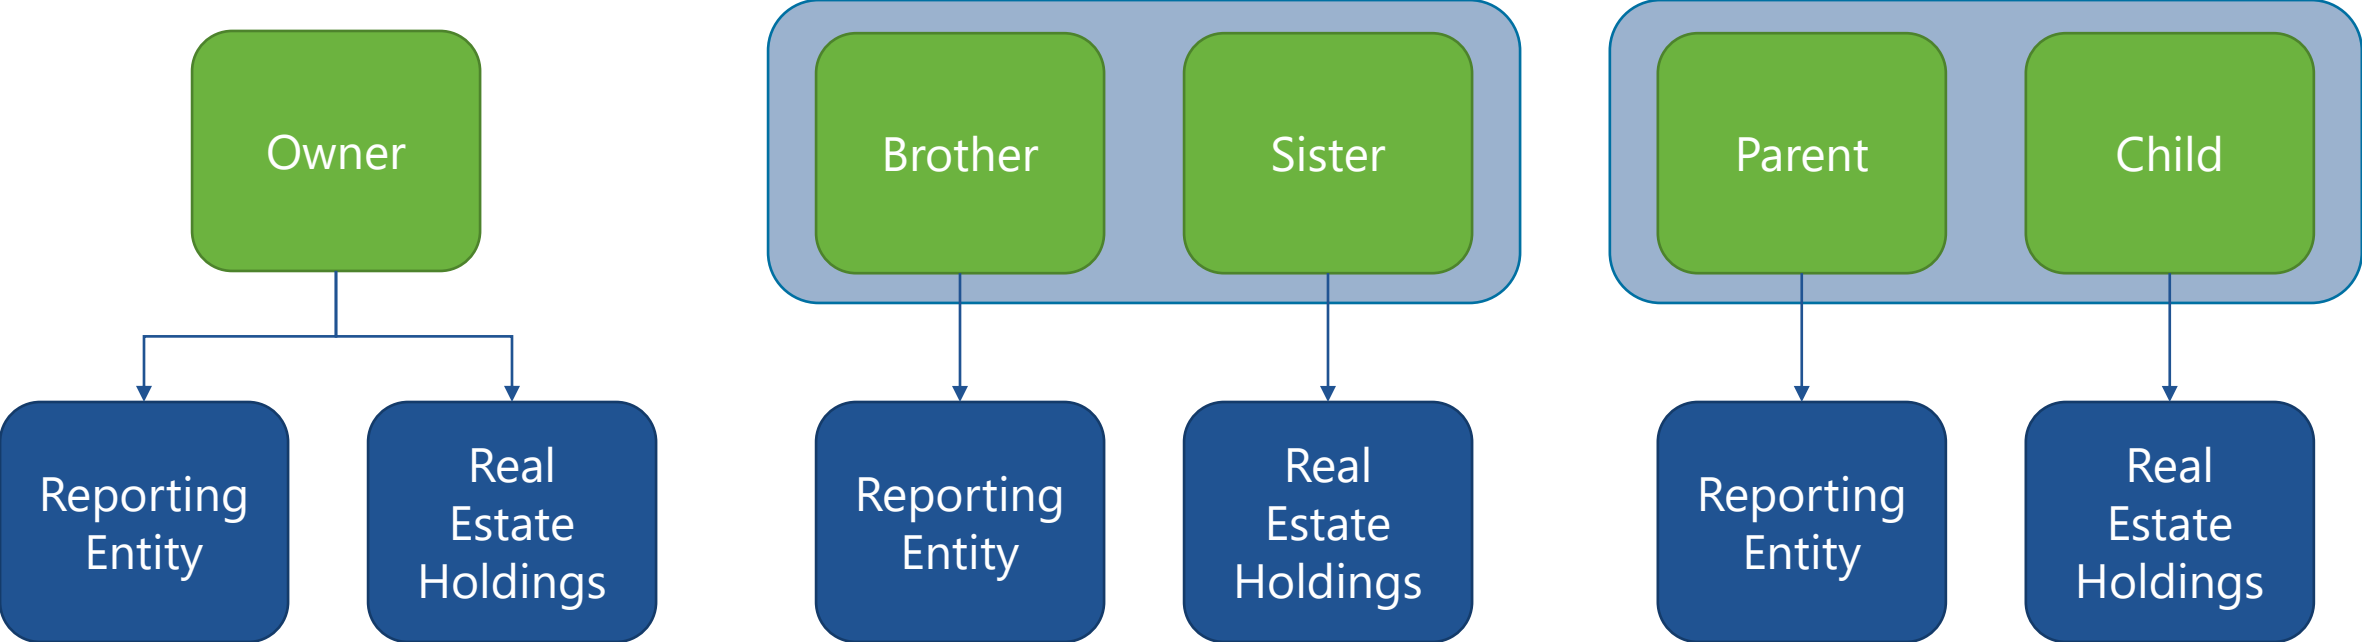 Owner
Brother
Sister
Parent
Child
Reporting
Entity
Real
Estate
Holdings
Reporting
Entity
Real
Estate
Holdings
Reporting
Entity
Real
Estate
Holdings